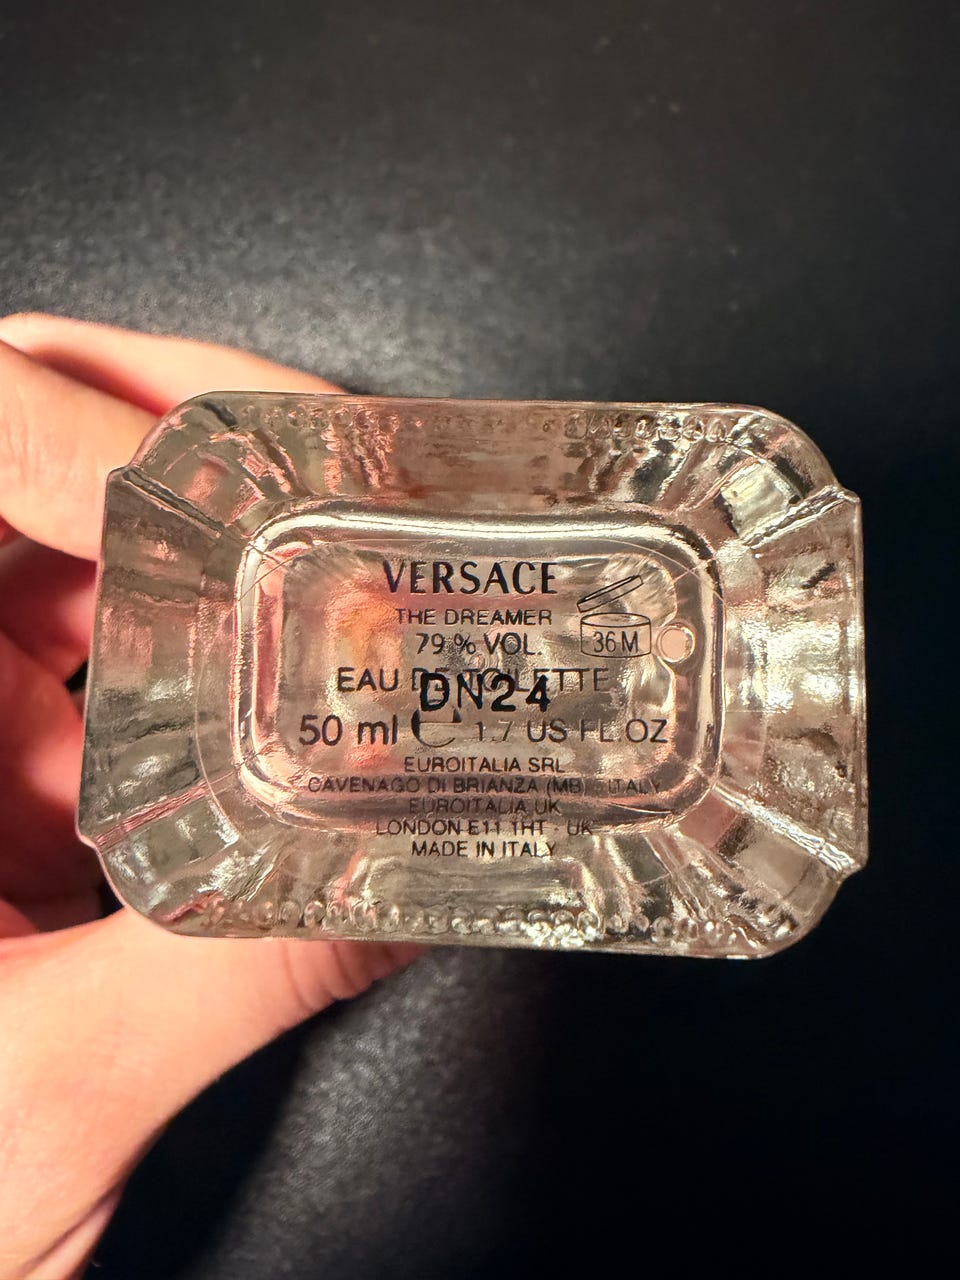 VERSACE
THE DREAMER
79 % VOL.
36 M
EAU DE TOILETTE
DN24
50 ml ℮ 1.7 US FL.OZ
EUROITALIA SRL
CAVENAGO DI BRIANZA (MB) - ITALY
EUROITALIA UK
LONDON E11 1HT - UK
MADE IN ITALY